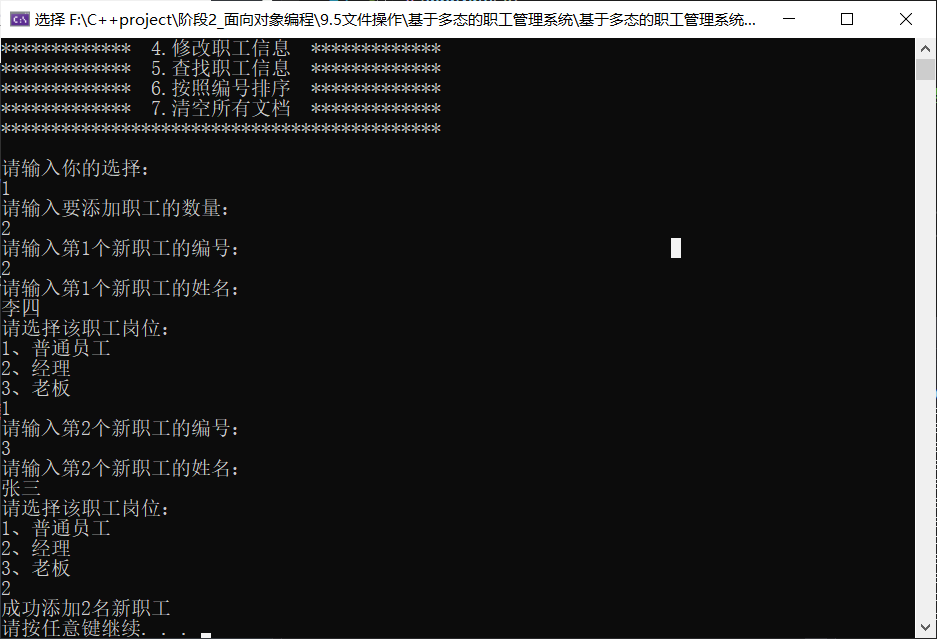 选择 F:\C++project\阶段2_面向对象编程\9.5文件操作\基于多态的职工管理系统\基于多态的职工管理系统...
*************  4.修改职工信息  *************
*************  5.查找职工信息  *************
*************  6.按照编号排序  *************
*************  7.清空所有文档  *************
********************************************
请输入你的选择:
1
请输入要添加职工的数量:
2
请输入第1个新职工的编号:
2
请输入第1个新职工的姓名:
李四
请选择该职工岗位:
1、普通员工
2、经理
3、老板
1
请输入第2个新职工的编号:
3
请输入第2个新职工的姓名:
张三
请选择该职工岗位:
1、普通员工
2、经理
3、老板
2
成功添加2名新职工
请按任意键继续. . .